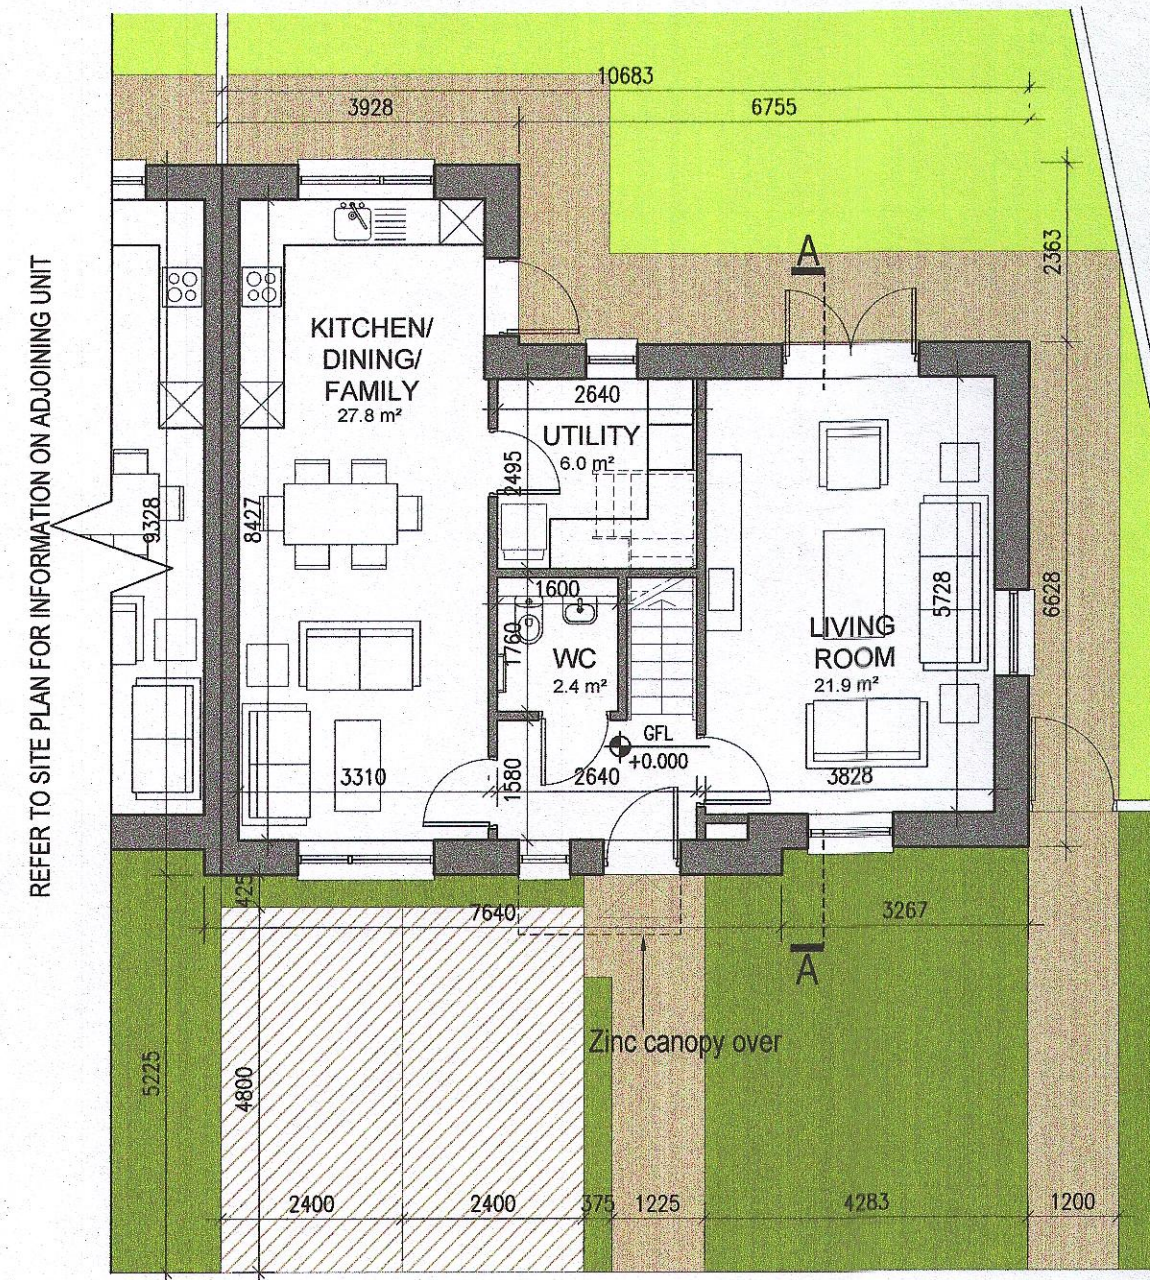 10683
3928
6755
2363
A
REFER TO SITE PLAN FOR INFORMATION ON ADJOINING UNIT
KITCHEN/
DINING/
FAMILY
27.8 m²
2640
UTILITY
6.0 m²
2495
9328
8427
1600
1760
WC
2.4 m²
5728
6628
LIVING
ROOM
21.9 m²
GFL
+0.000
3310
1580
2640
3828
425
7640
3267
A
Zinc canopy over
5225
4800
2400
2400
375
1225
4283
1200